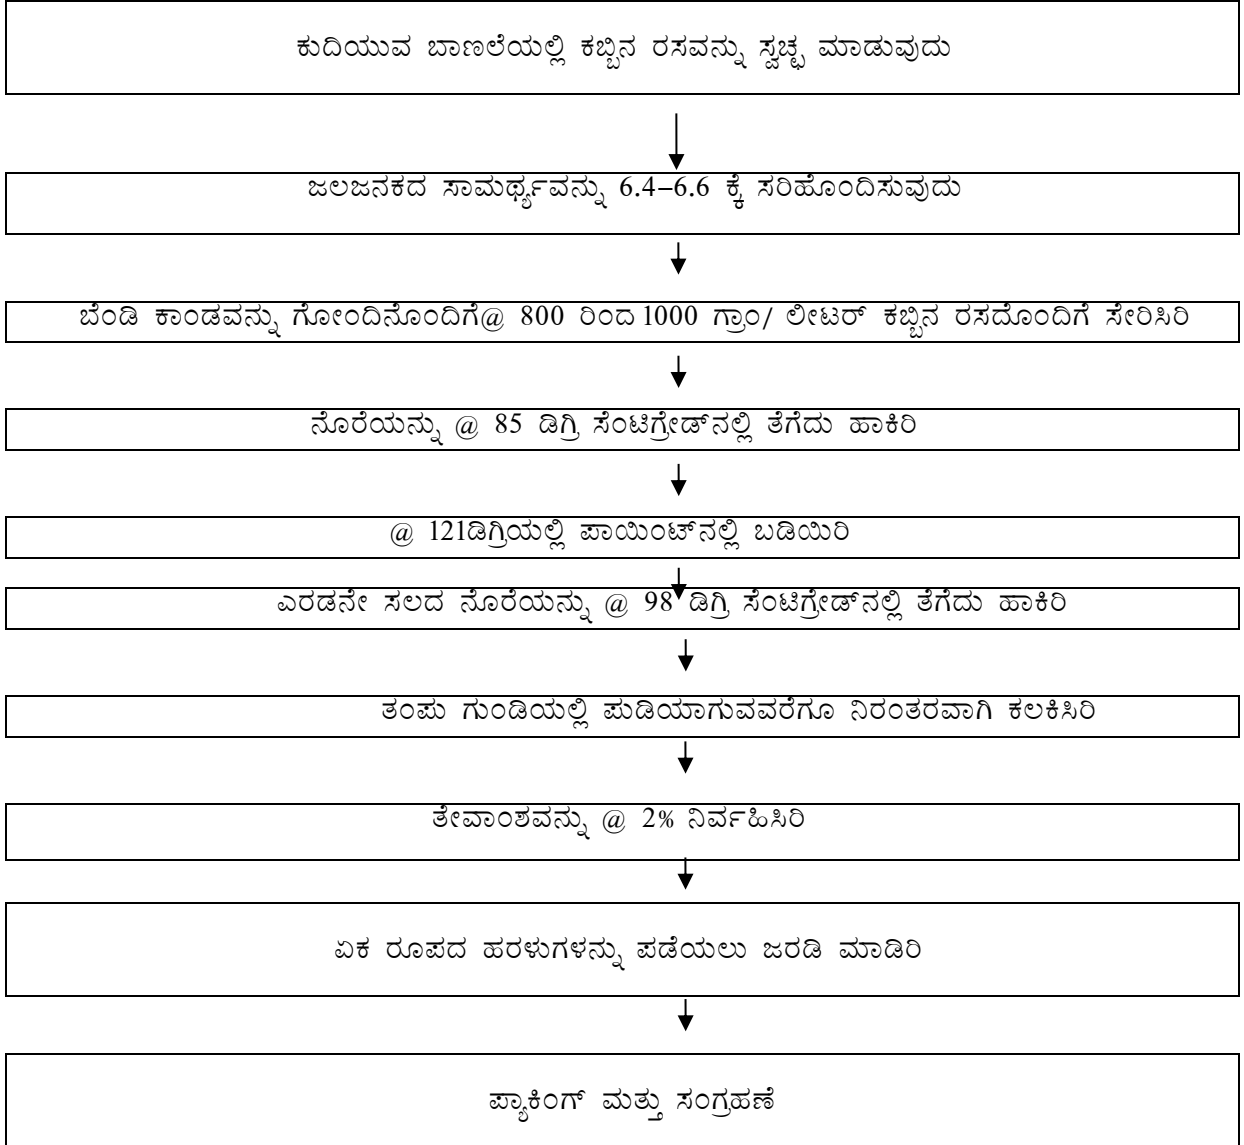 ಕುದಿಯುವ ಬಾಣಲೆಯಲ್ಲಿ ಕಬ್ಬಿನ ರಸವನ್ನು ಸ್ವಚ್ಛ ಮಾಡುವುದು
ಜಲಜನಕದ ಸಾಮರ್ಥ್ಯವನ್ನು 6.4–6.6 ಕ್ಕೆ ಸರಿಹೊಂದಿಸುವುದು
ಬೆಂಡಿ ಕಾಂಡವನ್ನು ಗೋಂದಿನೊಂದಿಗೆ@ 800 ರಿಂದ 1000 ಗ್ರಾಂ/ ಲೀಟರ್ ಕಬ್ಬಿನ ರಸದೊಂದಿಗೆ ಸೇರಿಸಿರಿ
ನೊರೆಯನ್ನು @ 85 ಡಿಗ್ರಿ ಸೆಂಟಿಗ್ರೇಡ್‌ನಲ್ಲಿ ತೆಗೆದು ಹಾಕಿರಿ
@ 121ಡಿಗ್ರಿಯಲ್ಲಿ ಪಾಯಿಂಟ್‌ನಲ್ಲಿ ಬಡಿಯಿರಿ
ಎರಡನೇ ಸಲದ ನೊರೆಯನ್ನು @ 98 ಡಿಗ್ರಿ ಸೆಂಟಿಗ್ರೇಡ್‌ನಲ್ಲಿ ತೆಗೆದು ಹಾಕಿರಿ
ತಂಪು ಗುಂಡಿಯಲ್ಲಿ ಪುಡಿಯಾಗುವವರೆಗೂ ನಿರಂತರವಾಗಿ ಕಲಕಿಸಿರಿ
ತೇವಾಂಶವನ್ನು @ 2% ನಿರ್ವಹಿಸಿರಿ
ಏಕ ರೂಪದ ಹರಳುಗಳನ್ನು ಪಡೆಯಲು ಜರಡಿ ಮಾಡಿರಿ
ಪ್ಯಾಕಿಂಗ್ ಮತ್ತು ಸಂಗ್ರಹಣೆ